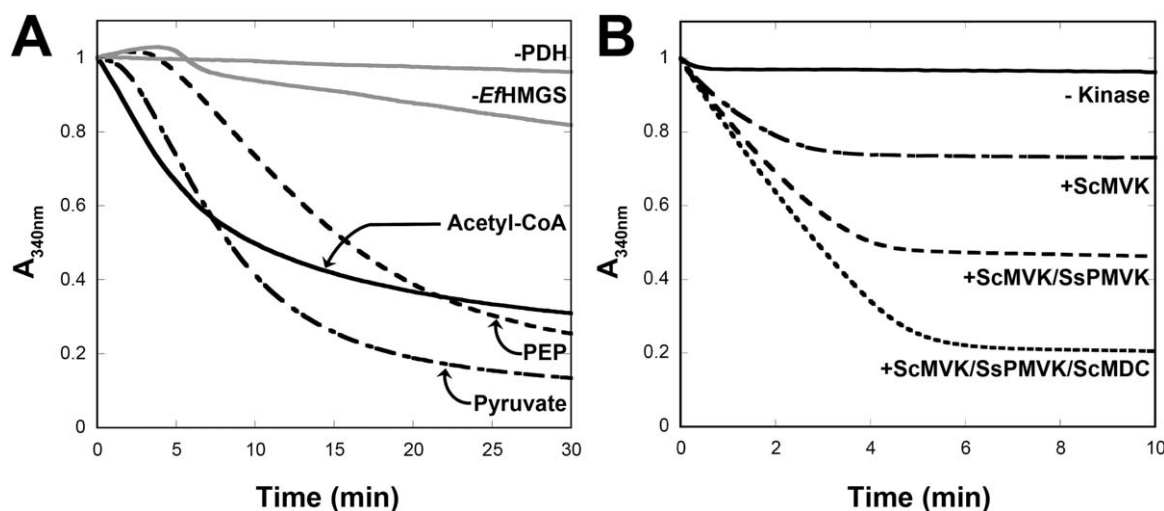 A
B
A340nm
1
0.8
0.6
0.4
0.2
0
0
5
10
15
20
25
30
Time (min)
-PDH
-EfHMGS
Acetyl-CoA
PEP
Pyruvate
A340nm
1
0.8
0.6
0.4
0.2
0
0
2
4
6
8
10
Time (min)
- Kinase
+ScMVK
+ScMVK/SsPMVK
+ScMVK/SsPMVK/ScMDC